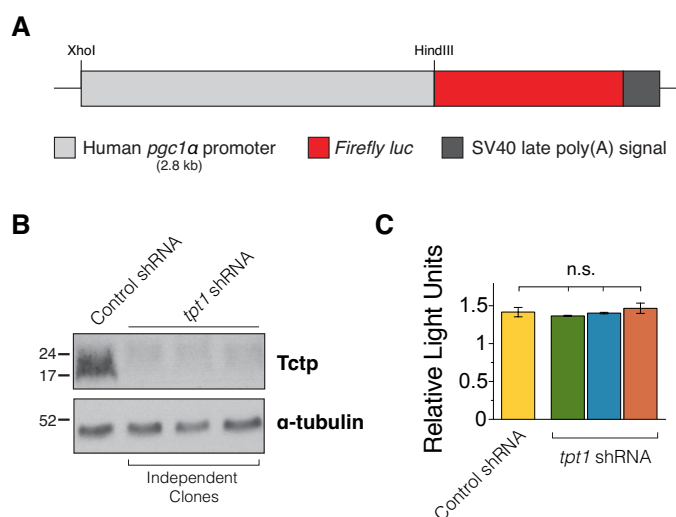 A
XhoI
HindIII
Human pgc1α promoter
(2.8 kb)
Firefly luc
SV40 late poly(A) signal
B
Control shRNA
tpt1 shRNA
24
17
Tctp
52
α-tubulin
Independent
Clones
C
Relative Light Units
n.s.
1.5
1
0.5
0
Control shRNA
tpt1 shRNA